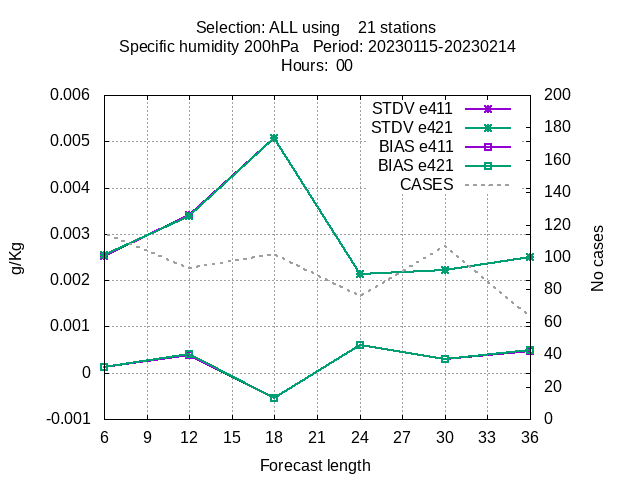 Selection: ALL using 21 stations
Specific humidity 200hPa Period: 20230115-20230214
Hours: 00
STDV e411
STDV e421
BIAS e411
BIAS e421
CASES
g/Kg
0.006
0.005
0.004
0.003
0.002
0.001
0
-0.001
200
180
160
140
120
100
80
60
40
20
0
No cases
6 9 12 15 18 21 24 27 30 33 36
Forecast length